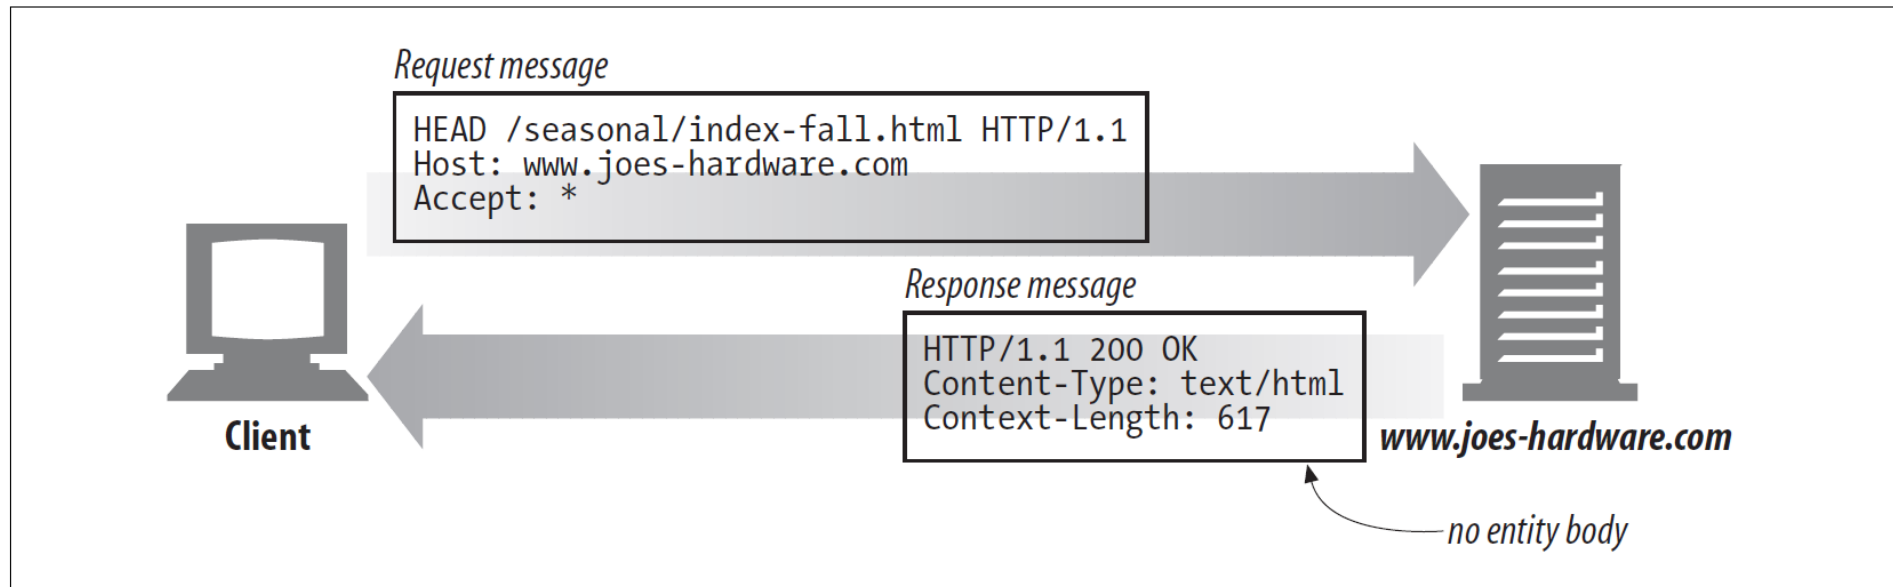 Request message
HEAD /seasonal/index-fall.html HTTP/1.1
Host: www.joes-hardware.com
Accept: *
Response message
HTTP/1.1 200 OK
Content-Type: text/html
Context-Length: 617
Client
www.joes-hardware.com
no entity body